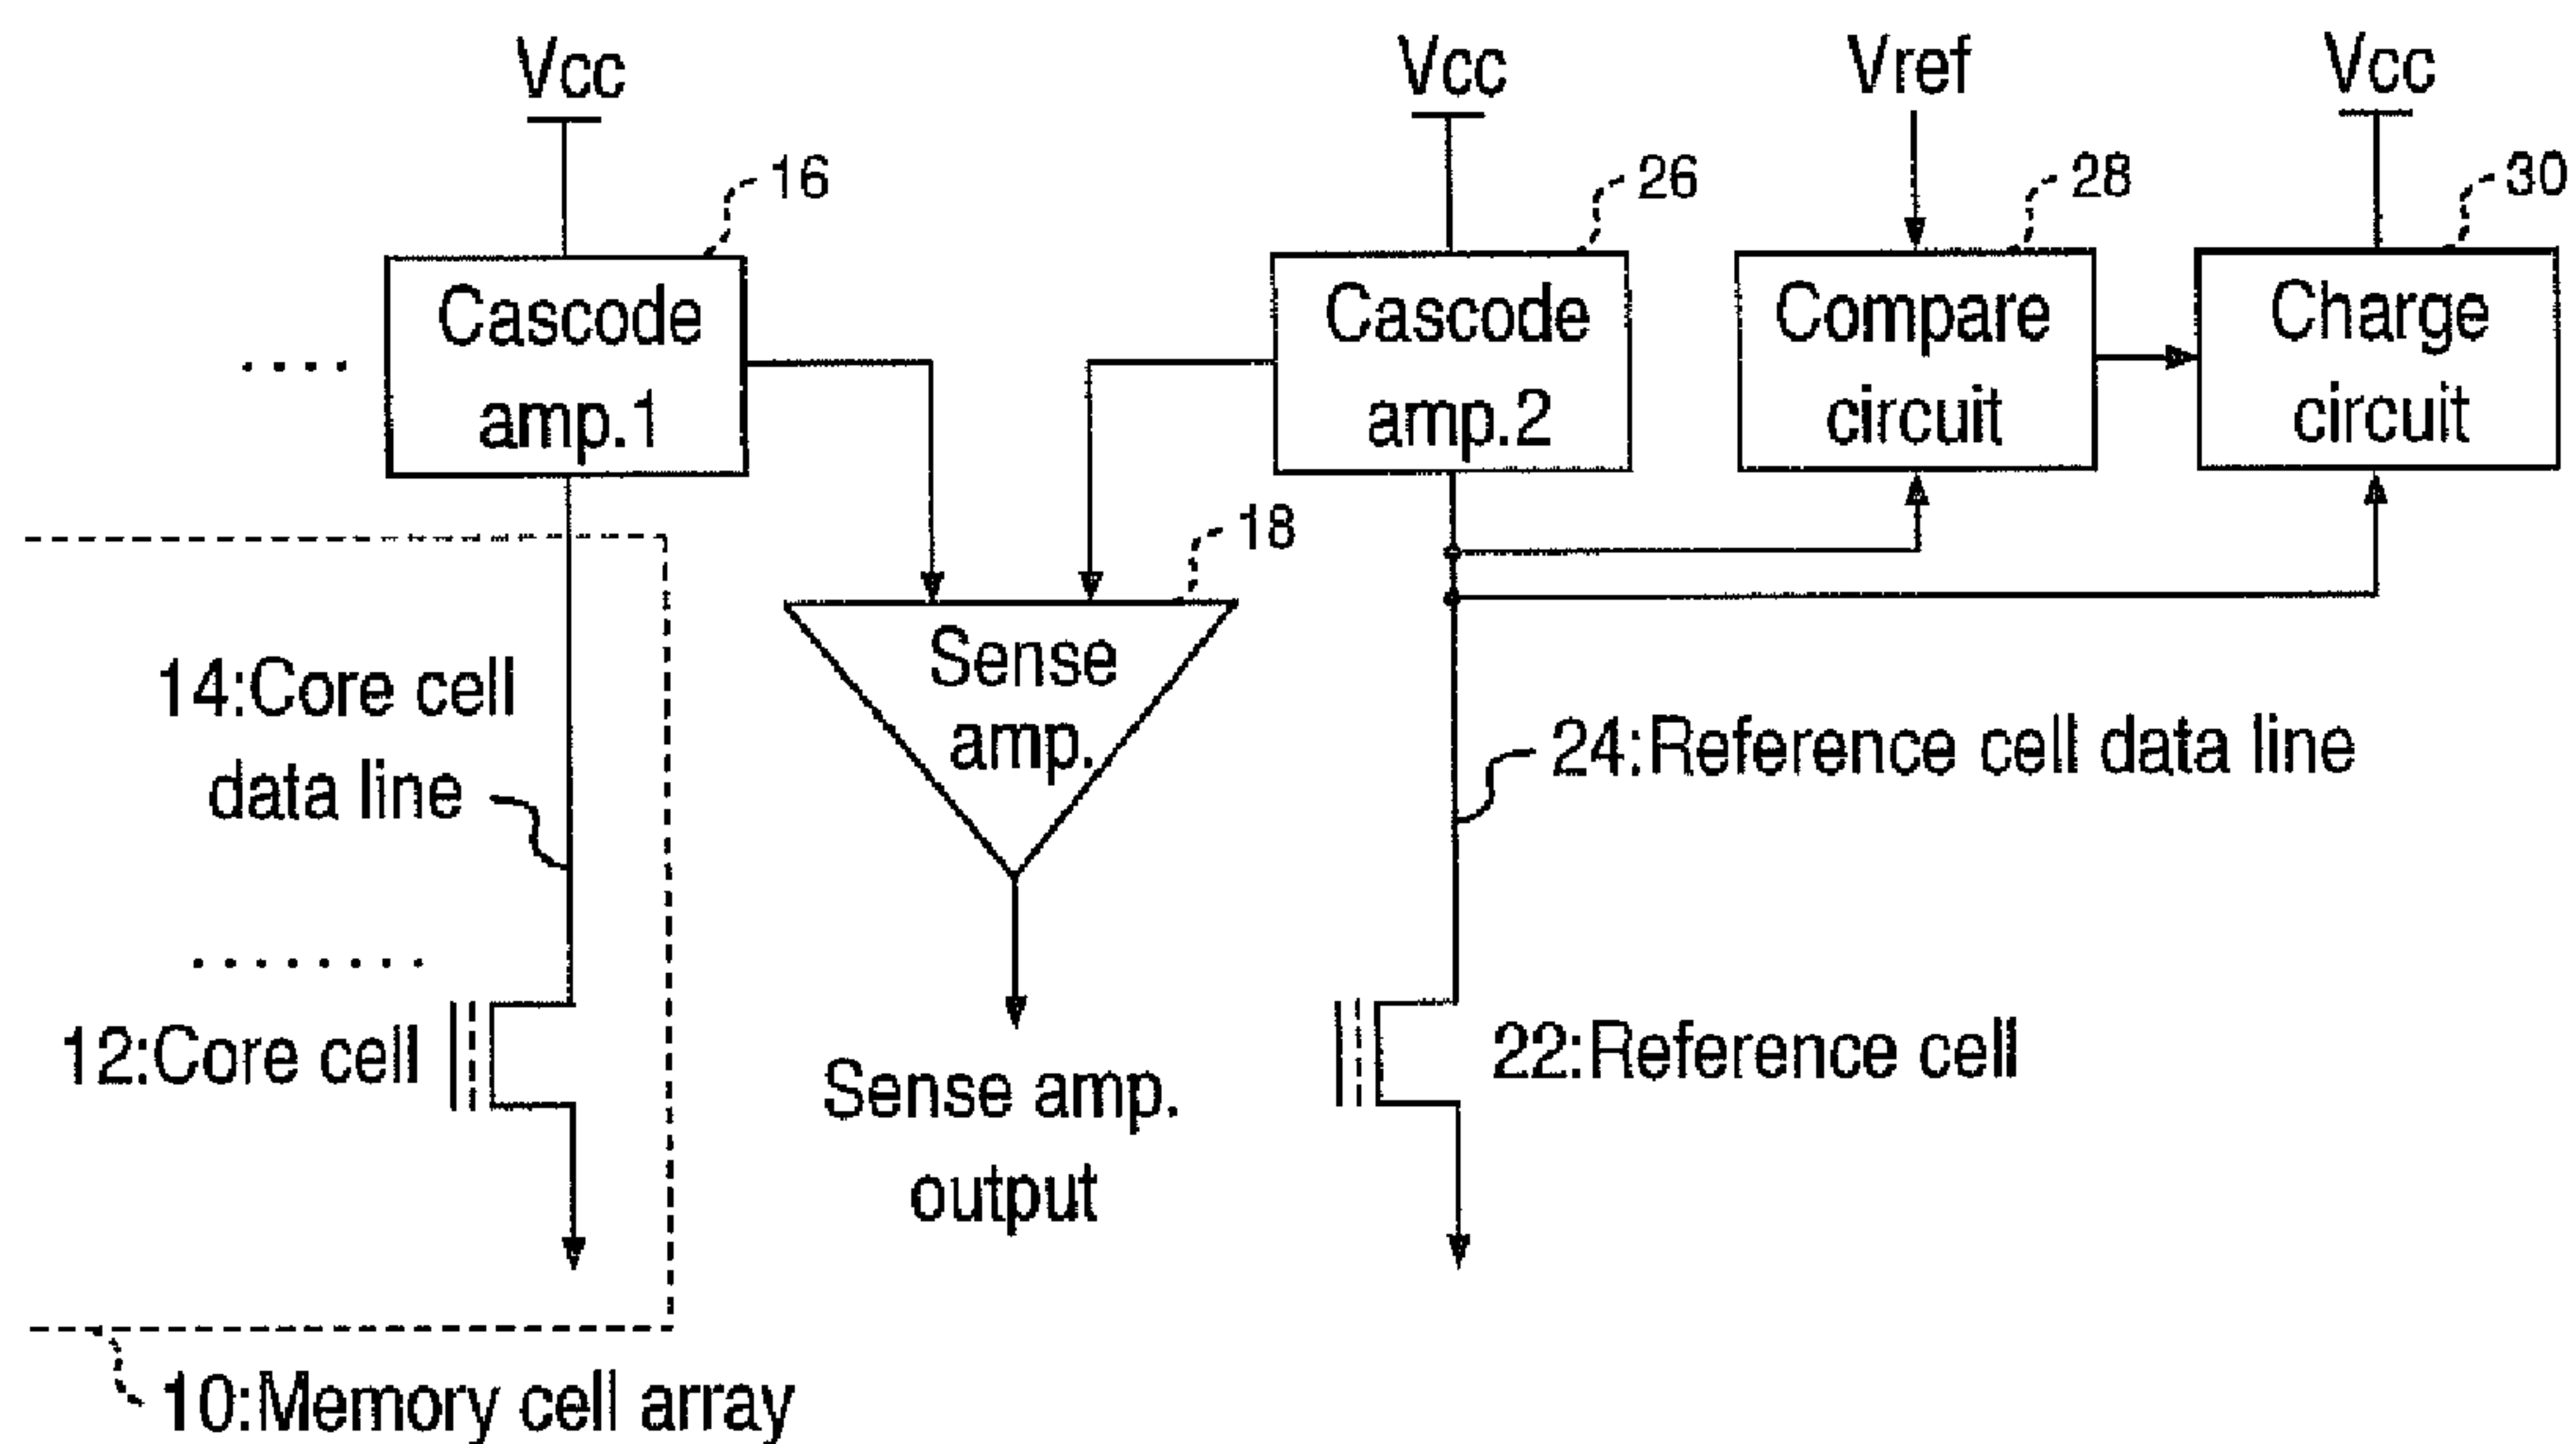 Vcc
Vcc
Vref
Vcc
16
26
28
30
Cascode
amp.1
Cascode
amp.2
Compare
circuit
Charge
circuit
....
18
Sense
amp.
14:Core cell
data line
24:Reference cell data line
........
12:Core cell
22:Reference cell
Sense amp.
output
10:Memory cell array